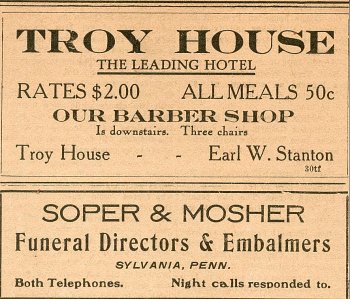 TROY HOUSE
THE LEADING HOTEL
RATES $2.00 ALL MEALS 50c
OUR BARBER SHOP
Is downstairs. Three chairs
Troy House - - Earl W. Stanton
30tf
SOPER & MOSHER
Funeral Directors & Embalmers
SYLVANIA, PENN.
Both Telephones. Night calls responded to.